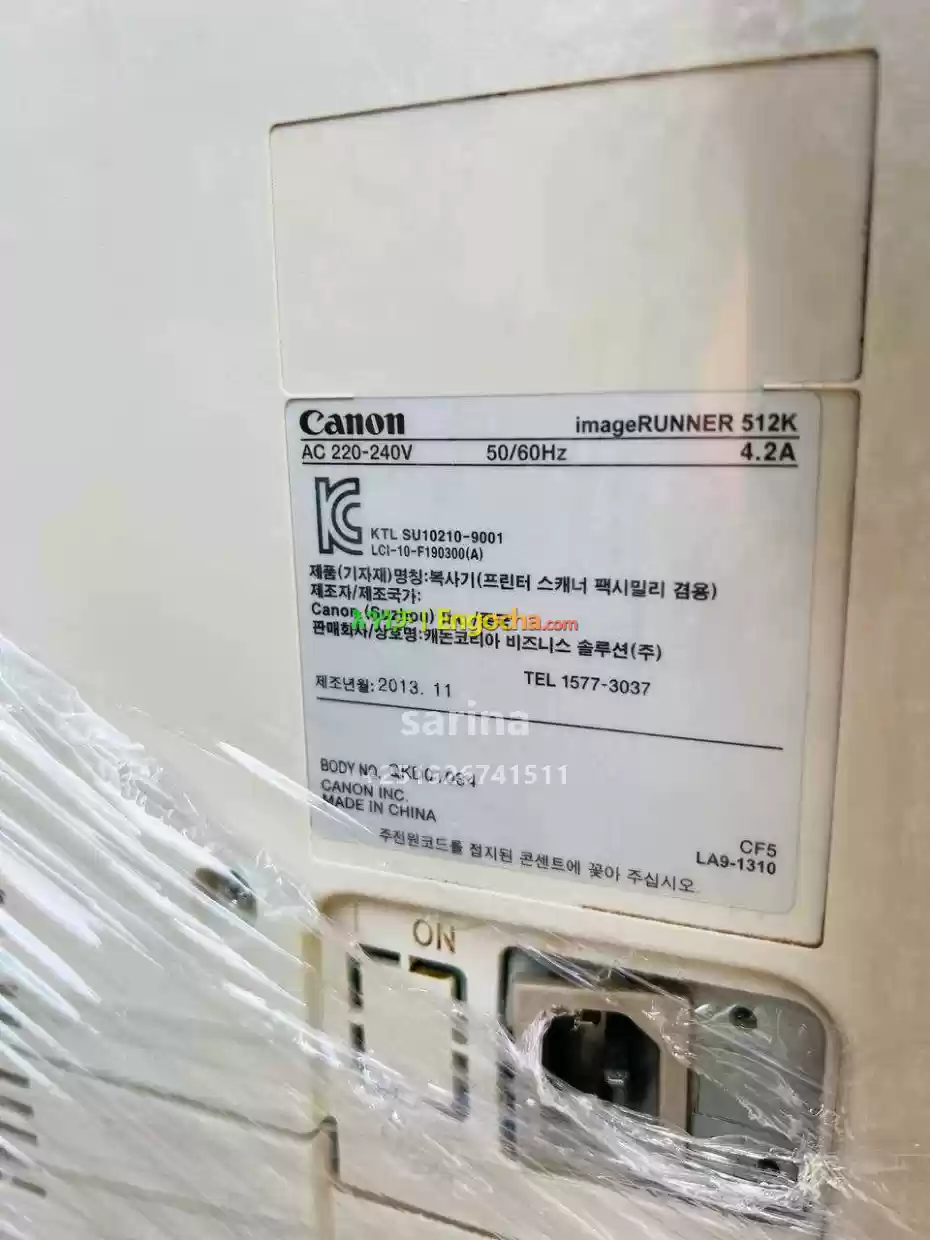 Canon imageRUNNER 512K
AC 220-240V 50/60Hz 4.2A
KTL SU10210-9001
LCI-10-F190300(A)
제품(기자재)명칭:복사기(프린터 스캐너 팩시밀리 겸용)
제조자/제조국가:
Canon
Engocha.com
판매회사/상호명:캐논코리아 비즈니스 솔루션(주)
TEL 1577-3037
제조년월:2013. 11
sarina
BODY NO.
CANON INC.
MADE IN CHINA
CF5
LA9-1310
주전원코드를 접지된 콘센트에 꽂아 주십시오
ON